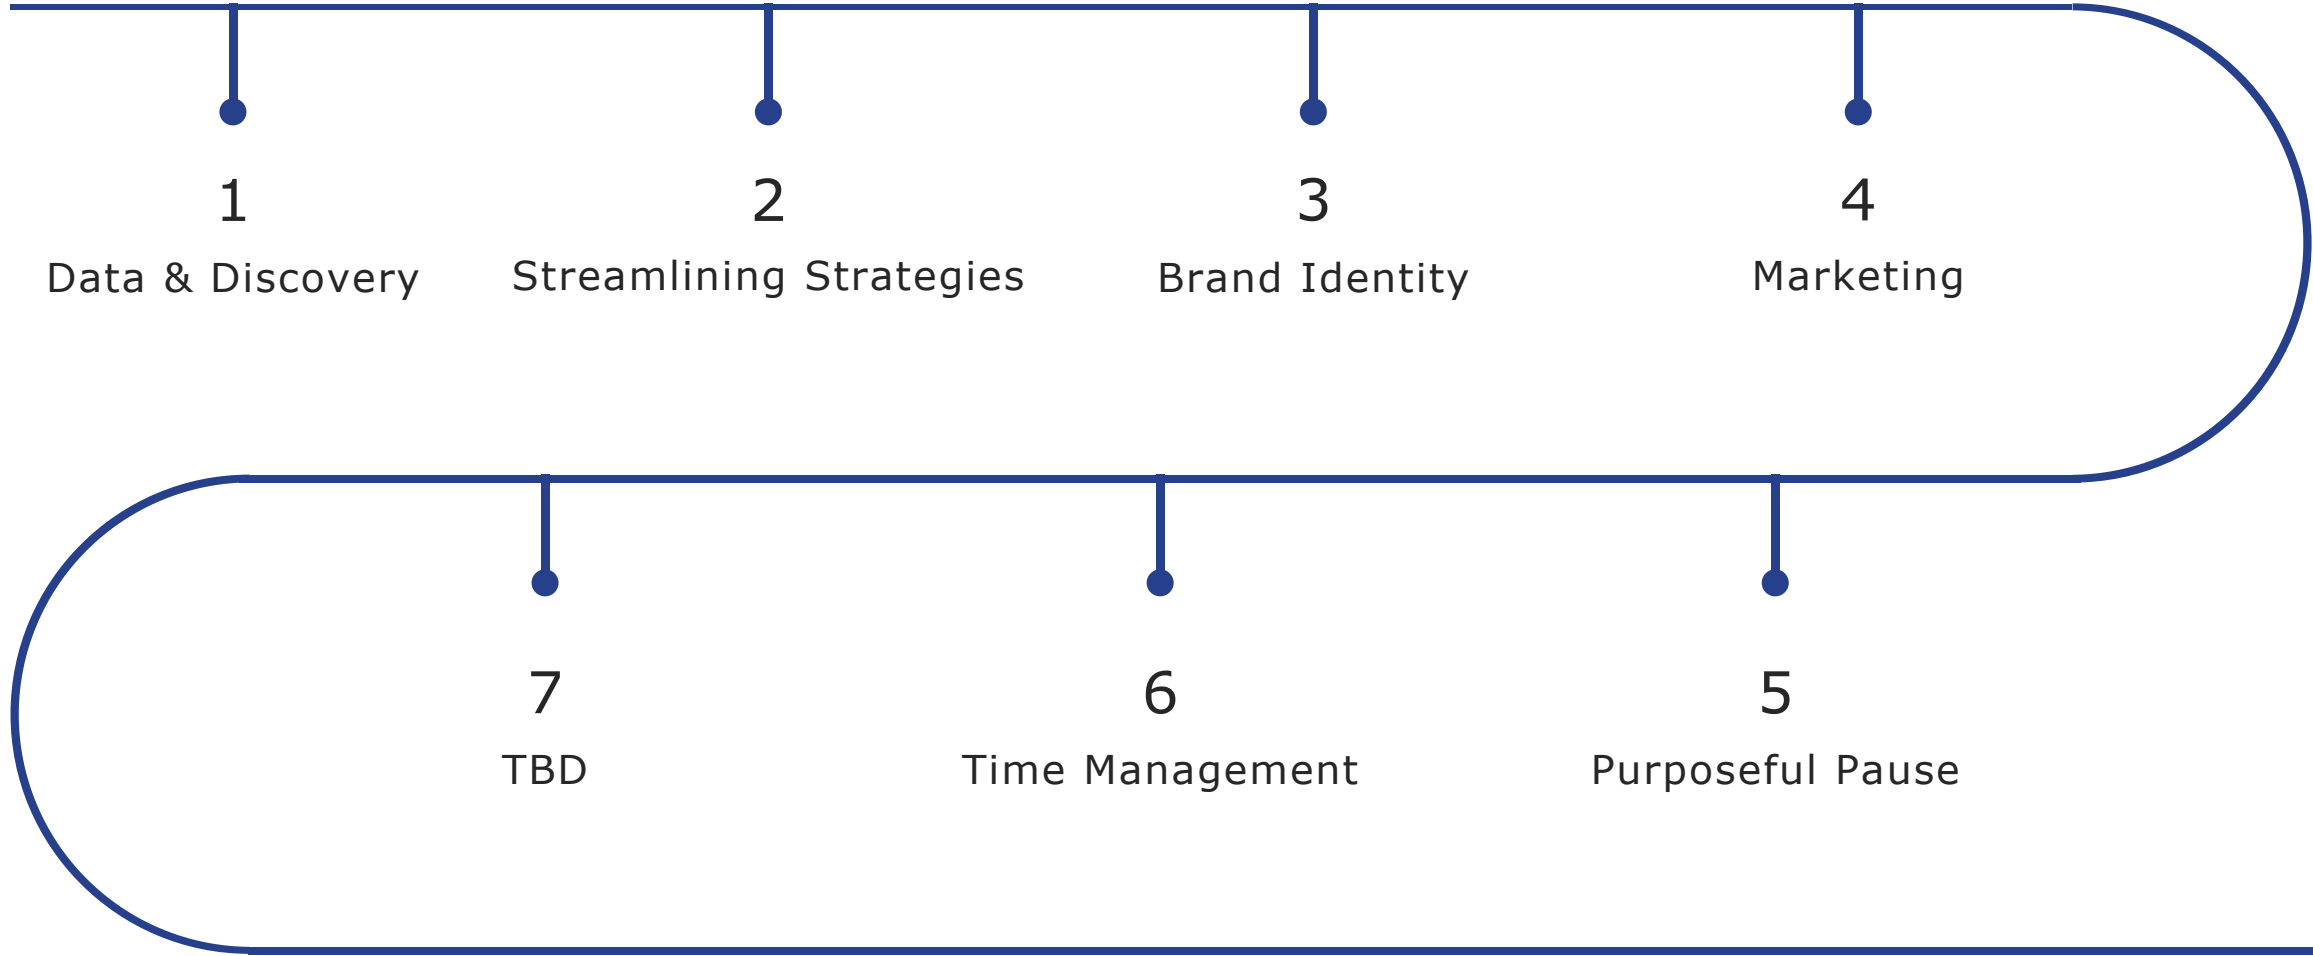 1
Data & Discovery
2
Streamlining Strategies
3
Brand Identity
4
Marketing
5
Purposeful Pause
6
Time Management
7
TBD